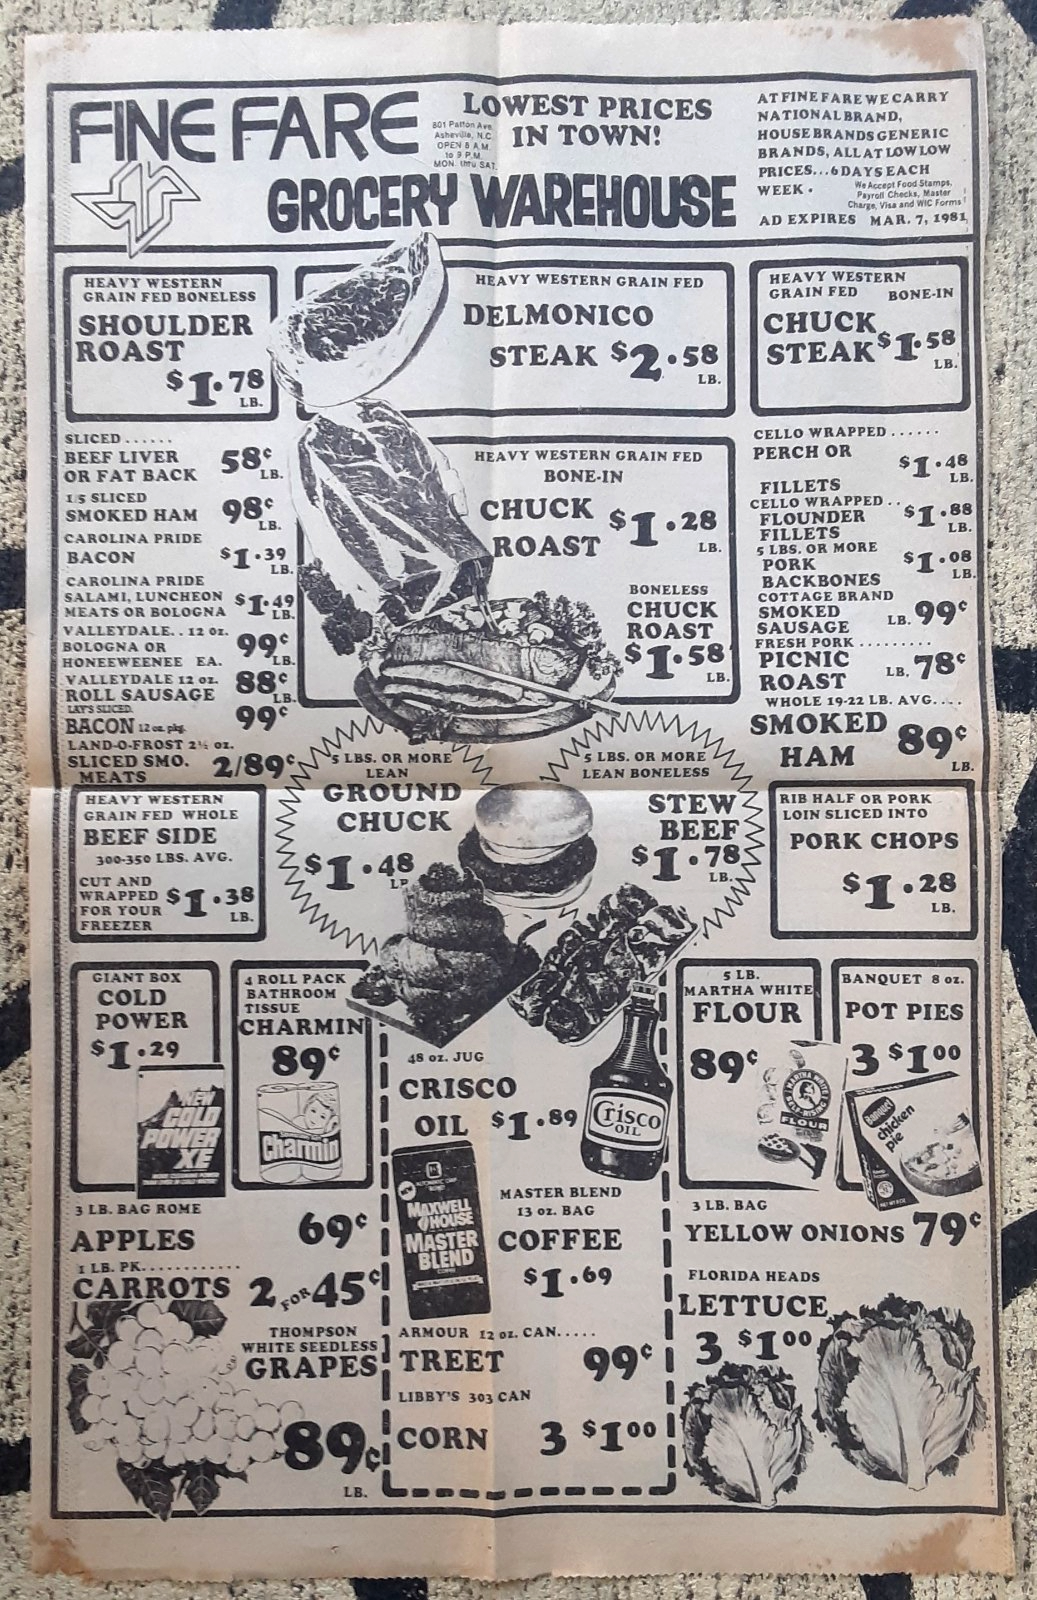 FINE FARE
801 Patton Ave.
Asheville, N.C.
OPEN 8 A.M.
to 9 P.M.
MON. thru SAT.
LOWEST PRICES
IN TOWN!
GROCERY WAREHOUSE
AT FINE FARE WE CARRY
NATIONAL BRAND,
HOUSE BRANDS GENERIC
BRANDS, ALL AT LOW LOW
PRICES...6 DAYS EACH
WEEK.
We Accept Food Stamps,
Payroll Checks, Master
Charge, Visa and WIC Forms!
AD EXPIRES MAR. 7, 1981
HEAVY WESTERN
GRAIN FED BONELESS
SHOULDER
ROAST
$1.78
LB.
HEAVY WESTERN GRAIN FED
DELMONICO
STEAK $2.58
LB.
HEAVY WESTERN
GRAIN FED BONE-IN
CHUCK
STEAK $1.58
LB.
SLICED......
BEEF LIVER
OR FAT BACK 58¢
LB.
1/5 SLICED
SMOKED HAM 98¢
LB.
CAROLINA PRIDE
BACON $1.39
LB.
CAROLINA PRIDE
SALAMI, LUNCHEON
MEATS OR BOLOGNA $1.49
LB.
VALLEYDALE.. 12 oz.
BOLOGNA OR
HONEEWEENEE EA. 99¢
LB.
VALLEYDALE 12 oz.
ROLL SAUSAGE 88¢
LB.
LAY'S SLICED.
BACON 12 oz. pkg. 99¢
LAND-O-FROST 2½ oz.
SLICED SMO.
MEATS 2/89¢
HEAVY WESTERN GRAIN FED
BONE-IN
CHUCK
ROAST $1.28
LB.
BONELESS
CHUCK
ROAST
$1.58
LB.
CELLO WRAPPED......
PERCH OR
FILLETS $1.48
LB.
CELLO WRAPPED..
FLOUNDER
FILLETS $1.88
LB.
5 LBS. OR MORE
PORK
BACKBONES $1.08
LB.
COTTAGE BRAND
SMOKED
SAUSAGE LB. 99¢
FRESH PORK.........
PICNIC
ROAST LB. 78¢
WHOLE 19-22 LB. AVG....
SMOKED
HAM 89¢
LB.
5 LBS. OR MORE
LEAN
GROUND
CHUCK
$1.48
LB
5 LBS. OR MORE
LEAN BONELESS
STEW
BEEF
$1.78
LB.
HEAVY WESTERN
GRAIN FED WHOLE
BEEF SIDE
300-350 LBS. AVG.
CUT AND
WRAPPED
FOR YOUR
FREEZER
$1.38
LB.
RIB HALF OR PORK
LOIN SLICED INTO
PORK CHOPS
$1.28
LB.
GIANT BOX
COLD
POWER
$1.29
NEW
COLD
POWER
XE
4 ROLL PACK
BATHROOM
TISSUE
CHARMIN
89¢
Charmin
48 oz. JUG
CRISCO
OIL $1.89
Crisco
OIL
5 LB.
MARTHA WHITE
FLOUR
89¢
MARTHA WHITE
FLOUR
BANQUET 8 oz.
POT PIES
3 $1.00
Banquet
chicken
pie
3 LB. BAG ROME
APPLES 69¢
1 LB. PK...........
CARROTS 2 FOR 45¢
THOMPSON
WHITE SEEDLESS
GRAPES
89¢
LB.
NEW
AUTOMATIC DRIP
MAXWELL
HOUSE
MASTER
BLEND
MASTER BLEND
13 oz. BAG
COFFEE
$1.69
ARMOUR 12 oz. CAN.....
TREET 99¢
LIBBY'S 303 CAN
CORN 3 $1.00
3 LB. BAG
YELLOW ONIONS 79¢
FLORIDA HEADS
LETTUCE
3 $1.00